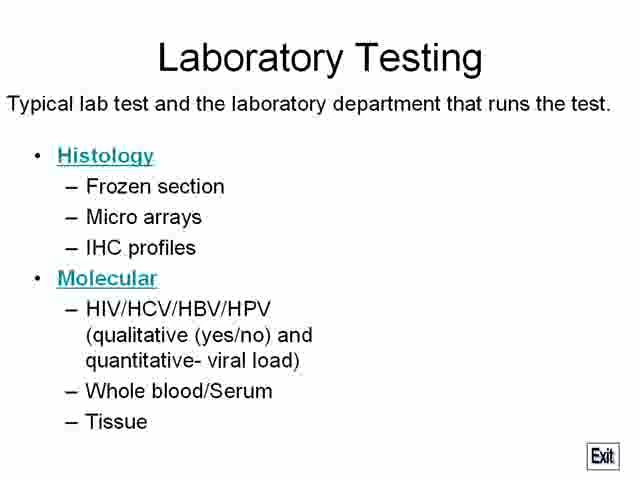 Laboratory Testing
Typical lab test and the laboratory department that runs the test.
• Histology
– Frozen section
– Micro arrays
– IHC profiles
• Molecular
– HIV/HCV/HBV/HPV
(qualitative (yes/no) and
quantitative- viral load)
– Whole blood/Serum
– Tissue
Exit